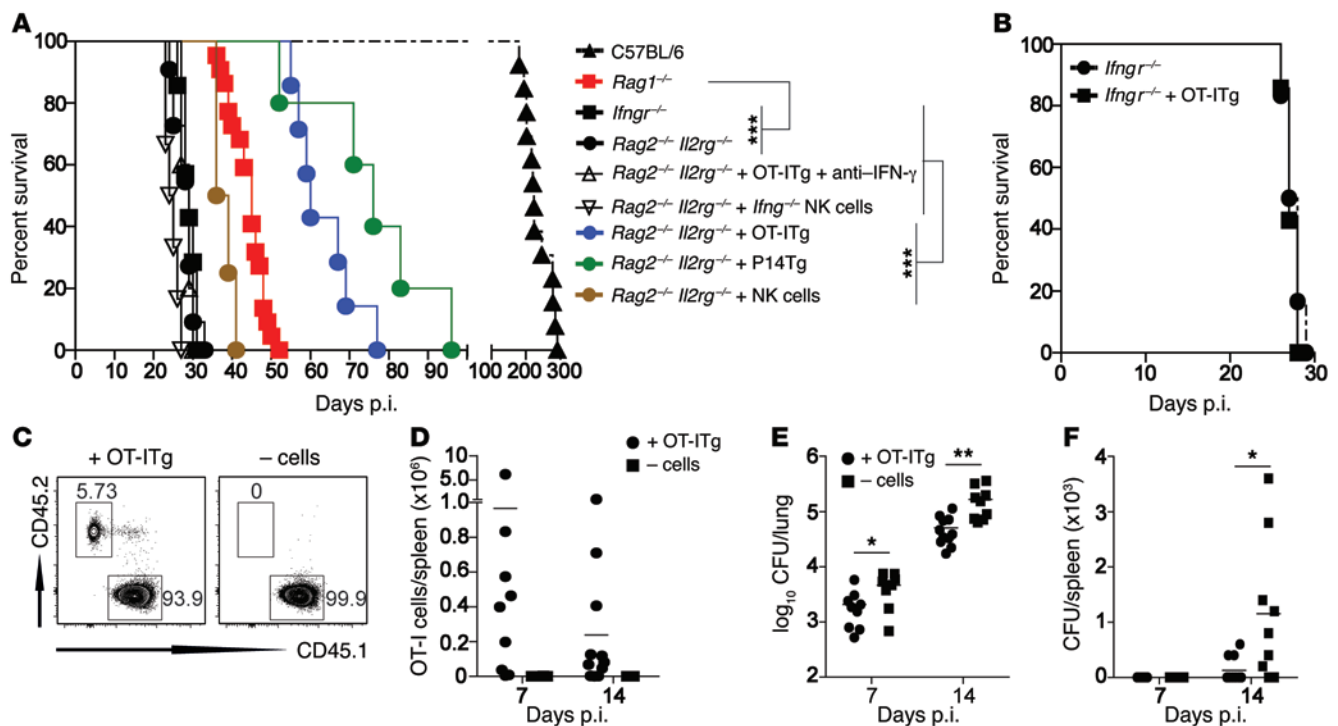 A
100
80
60
40
20
0
Percent survival
0 10 20 30 40 50 60 70 80 90 100 200 300
Days p.i.
C57BL/6
Rag1–/–
Ifngr–/–
Rag2–/– Il2rg–/–
Rag2–/– Il2rg–/– + OT-ITg + anti–IFN-γ
Rag2–/– Il2rg–/– + Ifng–/– NK cells
Rag2–/– Il2rg–/– + OT-ITg
Rag2–/– Il2rg–/– + P14Tg
Rag2–/– Il2rg–/– + NK cells
***
***
B
100
80
60
40
20
0
Percent survival
Ifngr–/–
Ifngr–/– + OT-ITg
0 10 20 30
Days p.i.
C
+ OT-ITg – cells
5.73 0
93.9 99.9
CD45.2
CD45.1
D
+ OT-ITg
– cells
OT-I cells/spleen (x10⁶)
10
5.0
1.0
0.8
0.6
0.4
0.2
0
7 14
Days p.i.
E
+ OT-ITg
– cells
log₁₀ CFU/lung
6
5
4
3
2
*
**
7 14
Days p.i.
F
CFU/spleen (x10³)
4
3
2
1
0
*
7 14
Days p.i.